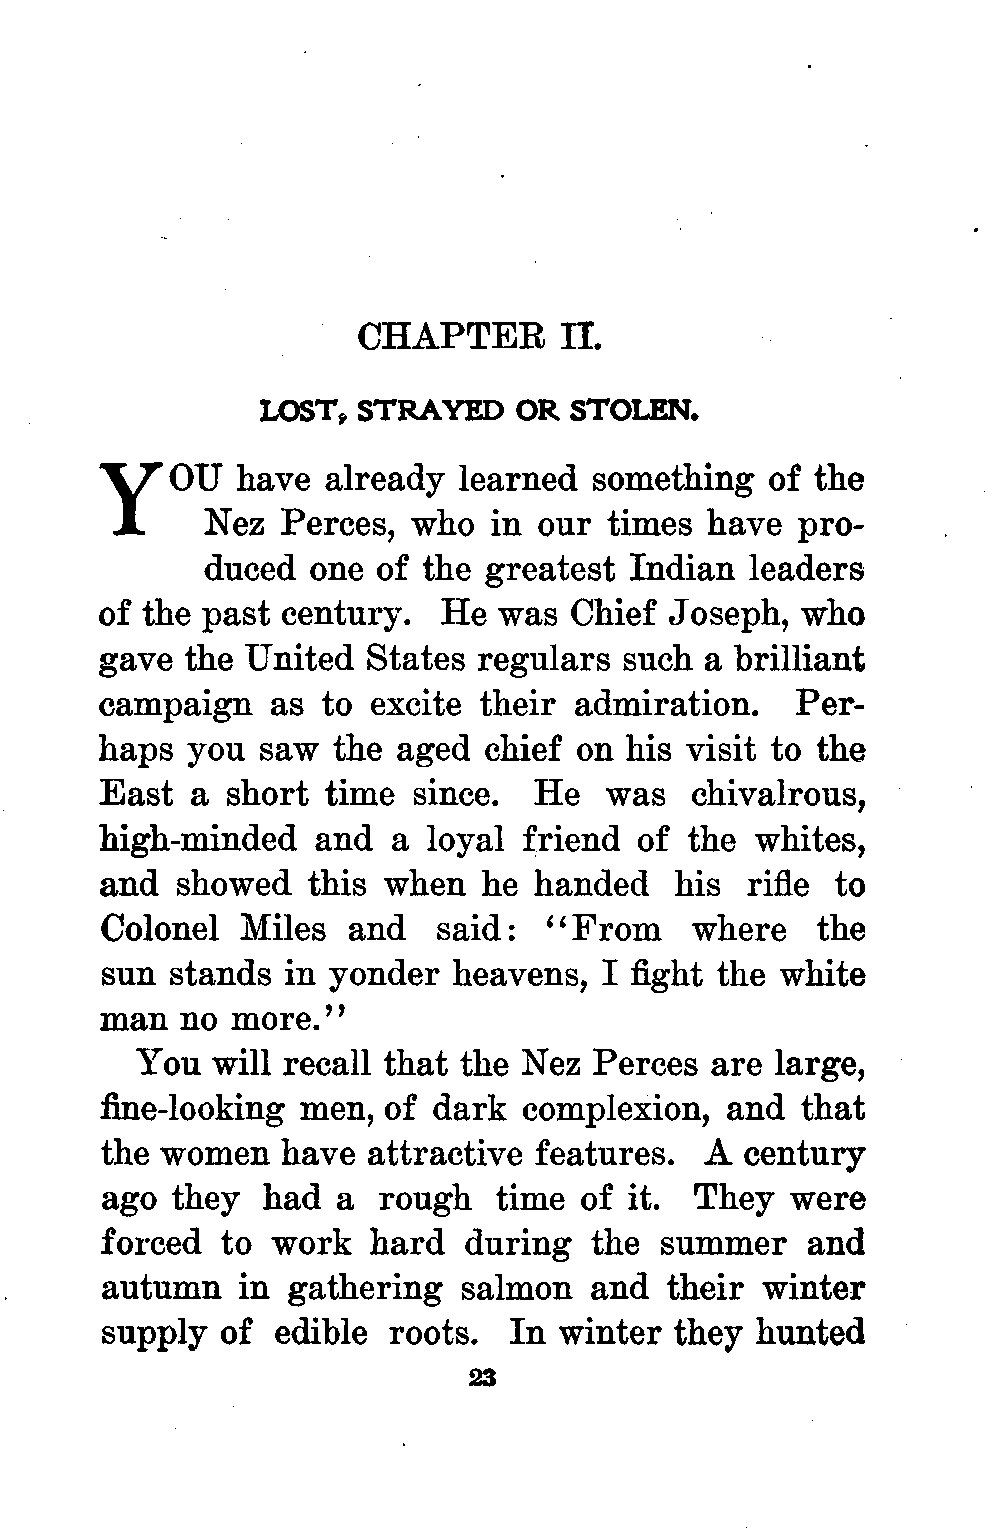 CHAPTER II.
LOST, STRAYED OR STOLEN.
YOU have already learned something of the
Nez Perces, who in our times have pro-
duced one of the greatest Indian leaders
of the past century. He was Chief Joseph, who
gave the United States regulars such a brilliant
campaign as to excite their admiration. Per-
haps you saw the aged chief on his visit to the
East a short time since. He was chivalrous,
high-minded and a loyal friend of the whites,
and showed this when he handed his rifle to
Colonel Miles and said: “From where the
sun stands in yonder heavens, I fight the white
man no more.”
You will recall that the Nez Perces are large,
fine-looking men, of dark complexion, and that
the women have attractive features. A century
ago they had a rough time of it. They were
forced to work hard during the summer and
autumn in gathering salmon and their winter
supply of edible roots. In winter they hunted
23